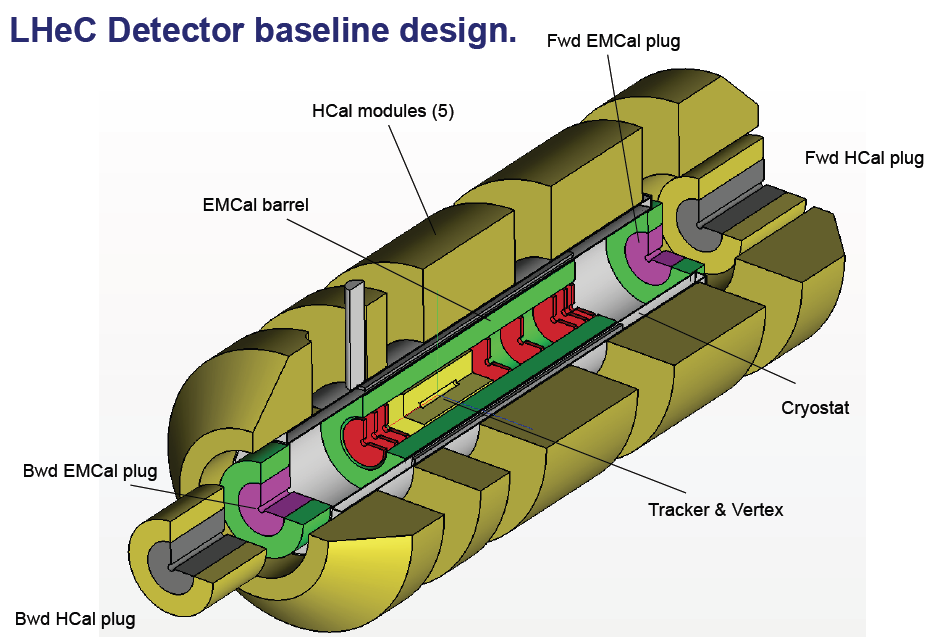 LHeC Detector baseline design.
Fwd EMCal plug
HCal modules (5)
Fwd HCal plug
EMCal barrel
Cryostat
Bwd EMCal plug
Tracker & Vertex
Bwd HCal plug